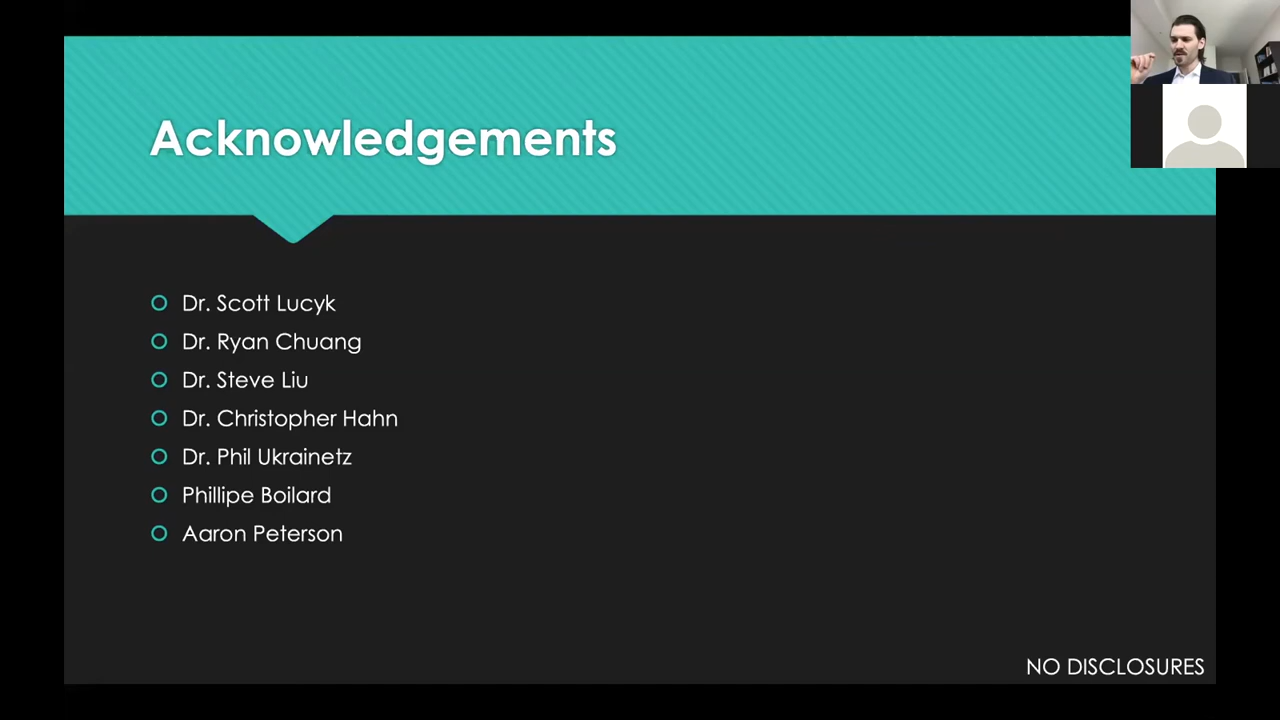 Acknowledgements
Dr. Scott Lucyk
Dr. Ryan Chuang
Dr. Steve Liu
Dr. Christopher Hahn
Dr. Phil Ukrainetz
Phillipe Boilard
Aaron Peterson
NO DISCLOSURES